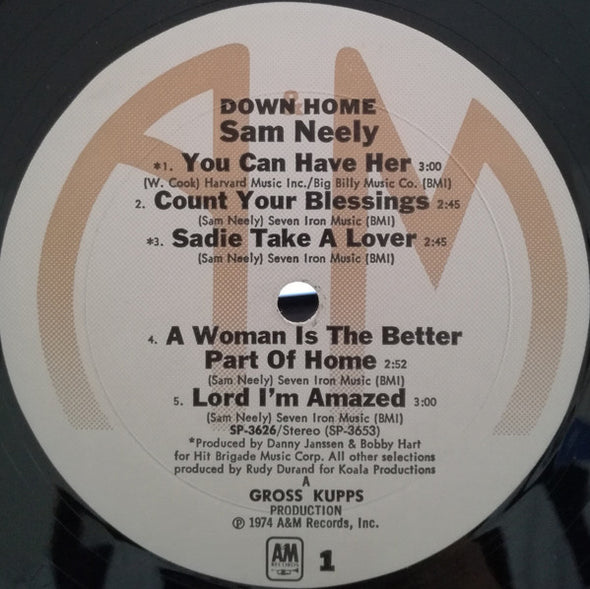 DOWN HOME
Sam Neely
*1. You Can Have Her 3:00
(W. Cook) Harvard Music Inc./Big Billy Music Co. (BMI)
2. Count Your Blessings 2:45
(Sam Neely) Seven Iron Music (BMI)
*3. Sadie Take A Lover 2:45
(Sam Neely) Seven Iron Music (BMI)
4. A Woman Is The Better
Part Of Home 2:52
(Sam Neely) Seven Iron Music (BMI)
5. Lord I'm Amazed 3:00
(Sam Neely) Seven Iron Music (BMI)
SP-3626/Stereo (SP-3653)
*Produced by Danny Janssen & Bobby Hart
for Hit Brigade Music Corp. All other selections
produced by Rudy Durand for Koala Productions
A
GROSS KUPPS
PRODUCTION
℗ 1974 A&M Records, Inc.
AM
RECORDS
1
A&M